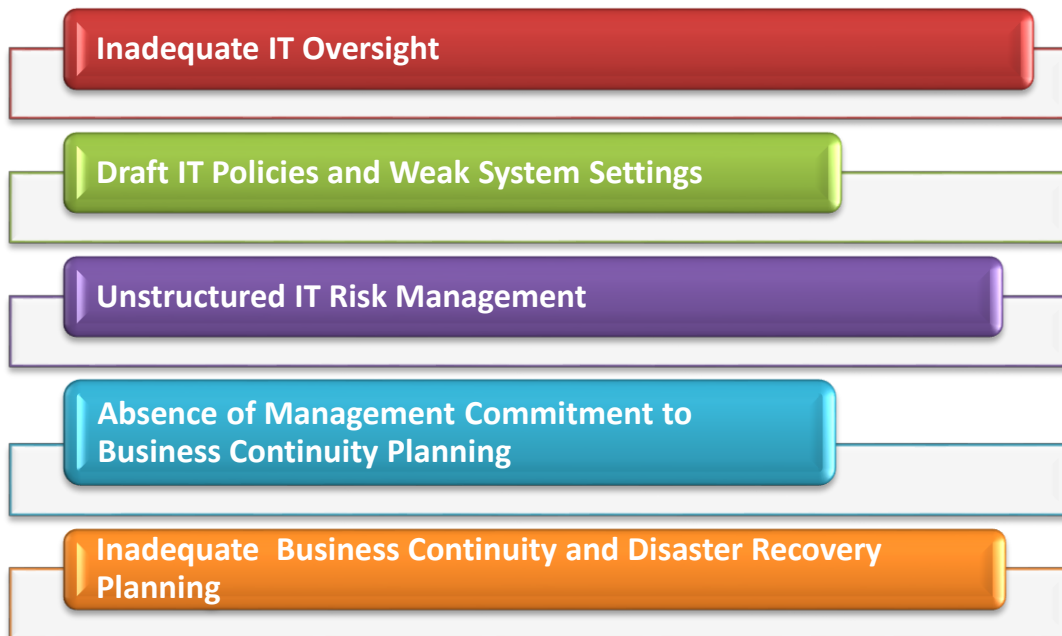 Inadequate IT Oversight
Draft IT Policies and Weak System Settings
Unstructured IT Risk Management
Absence of Management Commitment to
Business Continuity Planning
Inadequate  Business Continuity and Disaster Recovery
Planning